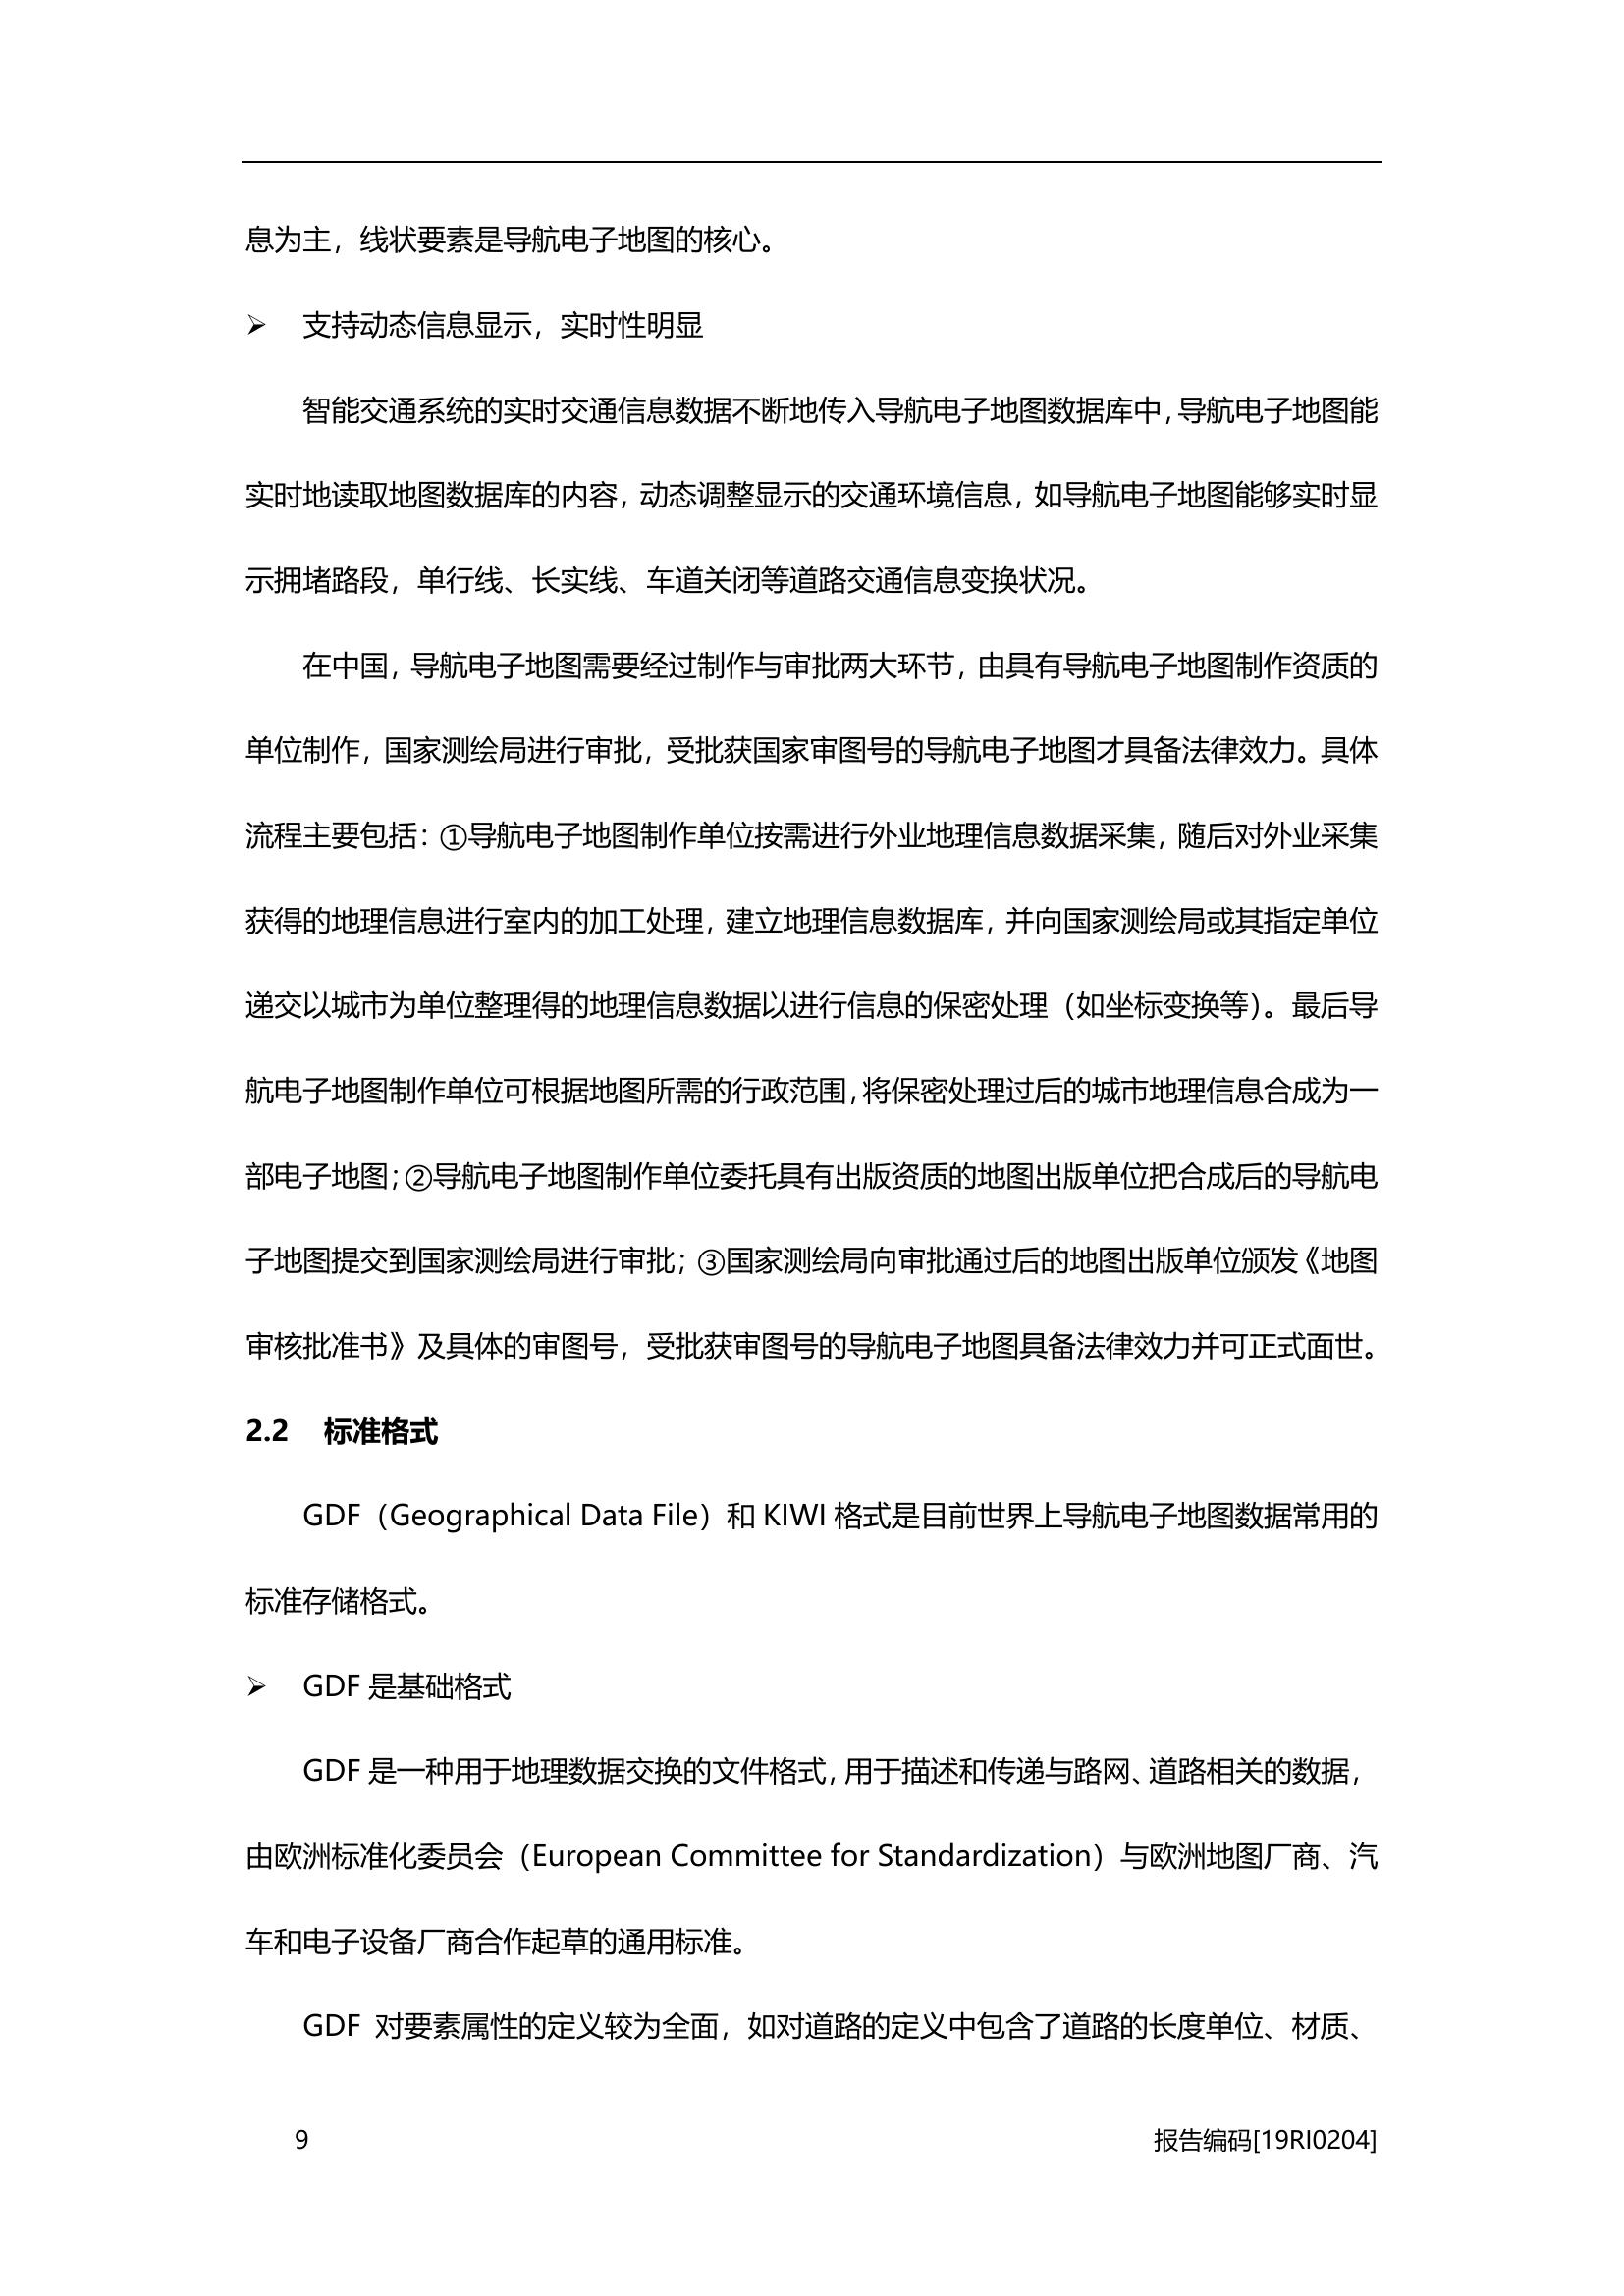 息为主，线状要素是导航电子地图的核心。
➢ 支持动态信息显示，实时性明显
智能交通系统的实时交通信息数据不断地传入导航电子地图数据库中，导航电子地图能
实时地读取地图数据库的内容，动态调整显示的交通环境信息，如导航电子地图能够实时显
示拥堵路段，单行线、长实线、车道关闭等道路交通信息变换状况。
在中国，导航电子地图需要经过制作与审批两大环节，由具有导航电子地图制作资质的
单位制作，国家测绘局进行审批，受批获国家审图号的导航电子地图才具备法律效力。具体
流程主要包括：①导航电子地图制作单位按需进行外业地理信息数据采集，随后对外业采集
获得的地理信息进行室内的加工处理，建立地理信息数据库，并向国家测绘局或其指定单位
递交以城市为单位整理得的地理信息数据以进行信息的保密处理（如坐标变换等）。最后导
航电子地图制作单位可根据地图所需的行政范围，将保密处理过后的城市地理信息合成为一
部电子地图；②导航电子地图制作单位委托具有出版资质的地图出版单位把合成后的导航电
子地图提交到国家测绘局进行审批；③国家测绘局向审批通过后的地图出版单位颁发《地图
审核批准书》及具体的审图号，受批获审图号的导航电子地图具备法律效力并可正式面世。
2.2 标准格式
GDF（Geographical Data File）和 KIWI 格式是目前世界上导航电子地图数据常用的
标准存储格式。
➢ GDF 是基础格式
GDF 是一种用于地理数据交换的文件格式，用于描述和传递与路网、道路相关的数据，
由欧洲标准化委员会（European Committee for Standardization）与欧洲地图厂商、汽
车和电子设备厂商合作起草的通用标准。
GDF 对要素属性的定义较为全面，如对道路的定义中包含了道路的长度单位、材质、
9 报告编码[19RI0204]